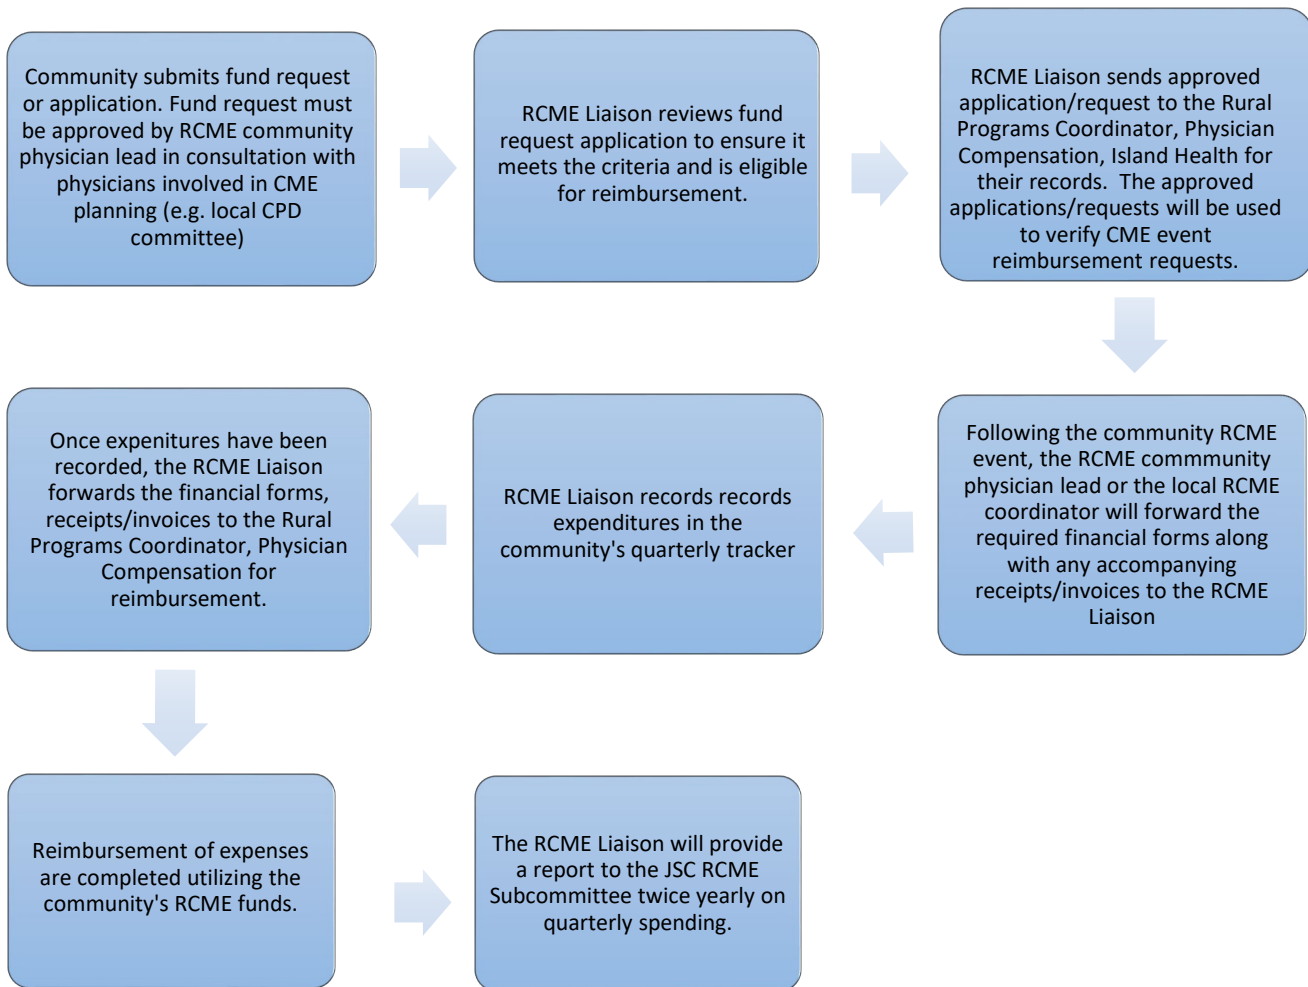 Community submits fund request
or application. Fund request must
be approved by RCME community
physician lead in consultation with
physicians involved in CME
planning (e.g. local CPD
committee)
RCME Liaison reviews fund
request application to ensure it
meets the criteria and is eligible
for reimbursement.
RCME Liaison sends approved
application/request to the Rural
Programs Coordinator, Physician
Compensation, Island Health for
their records.  The approved
applications/requests will be used
to verify CME event
reimbursement requests.
Following the community RCME
event, the RCME commmunity
physician lead or the local RCME
coordinator will forward the
required financial forms along
with any accompanying
receipts/invoices to the RCME
Liaison
RCME Liaison records records
expenditures in the
community's quarterly tracker
Once expenitures have been
recorded, the RCME Liaison
forwards the financial forms,
receipts/invoices to the Rural
Programs Coordinator, Physician
Compensation for
reimbursement.
Reimbursement of expenses
are completed utilizing the
community's RCME funds.
The RCME Liaison will provide
a report to the JSC RCME
Subcommittee twice yearly on
quarterly spending.